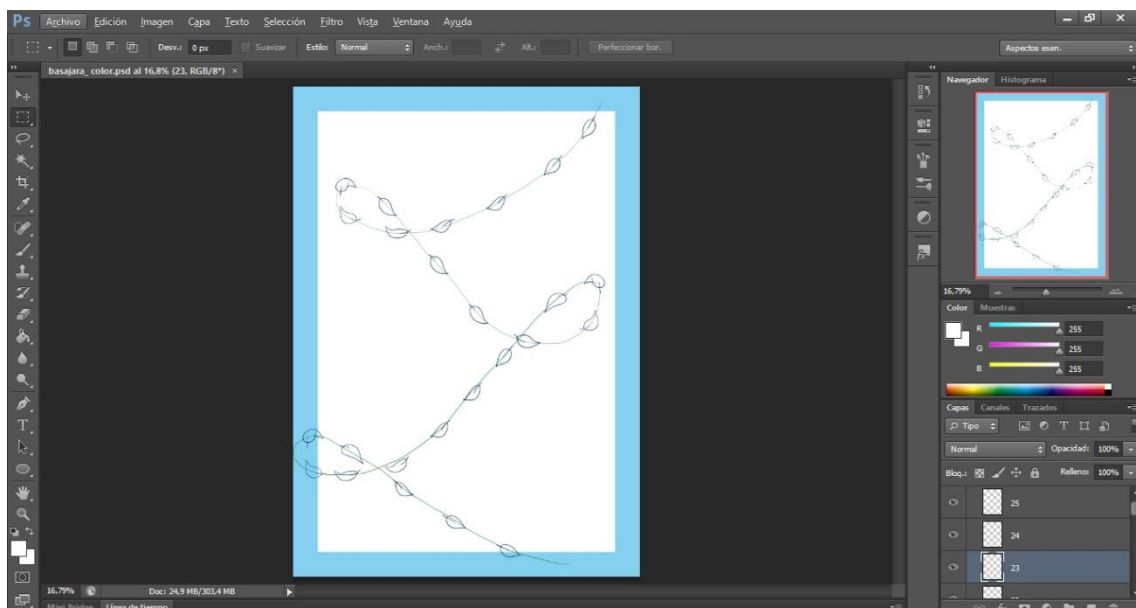 Ps Archivo Edición Imagen Capa Texto Selección Filtro Vista Ventana Ayuda
Desv.: 0 px Suavizar Estilo: Normal Anch.: Alt.: Perfeccionar bor. Aspectos esen.
basajara_ color.psd al 16,8% (23, RGB/8*) ×
Navegador Histograma
16,79%
Color Muestras
R 255
G 255
B 255
Capas Canales Trazados
Tipo
Normal Opacidad: 100%
Bloq.: Relleno: 100%
25
24
23
16,79% Doc: 24,9 MB/303,4 MB
Mini Bridge Línea de tiempo